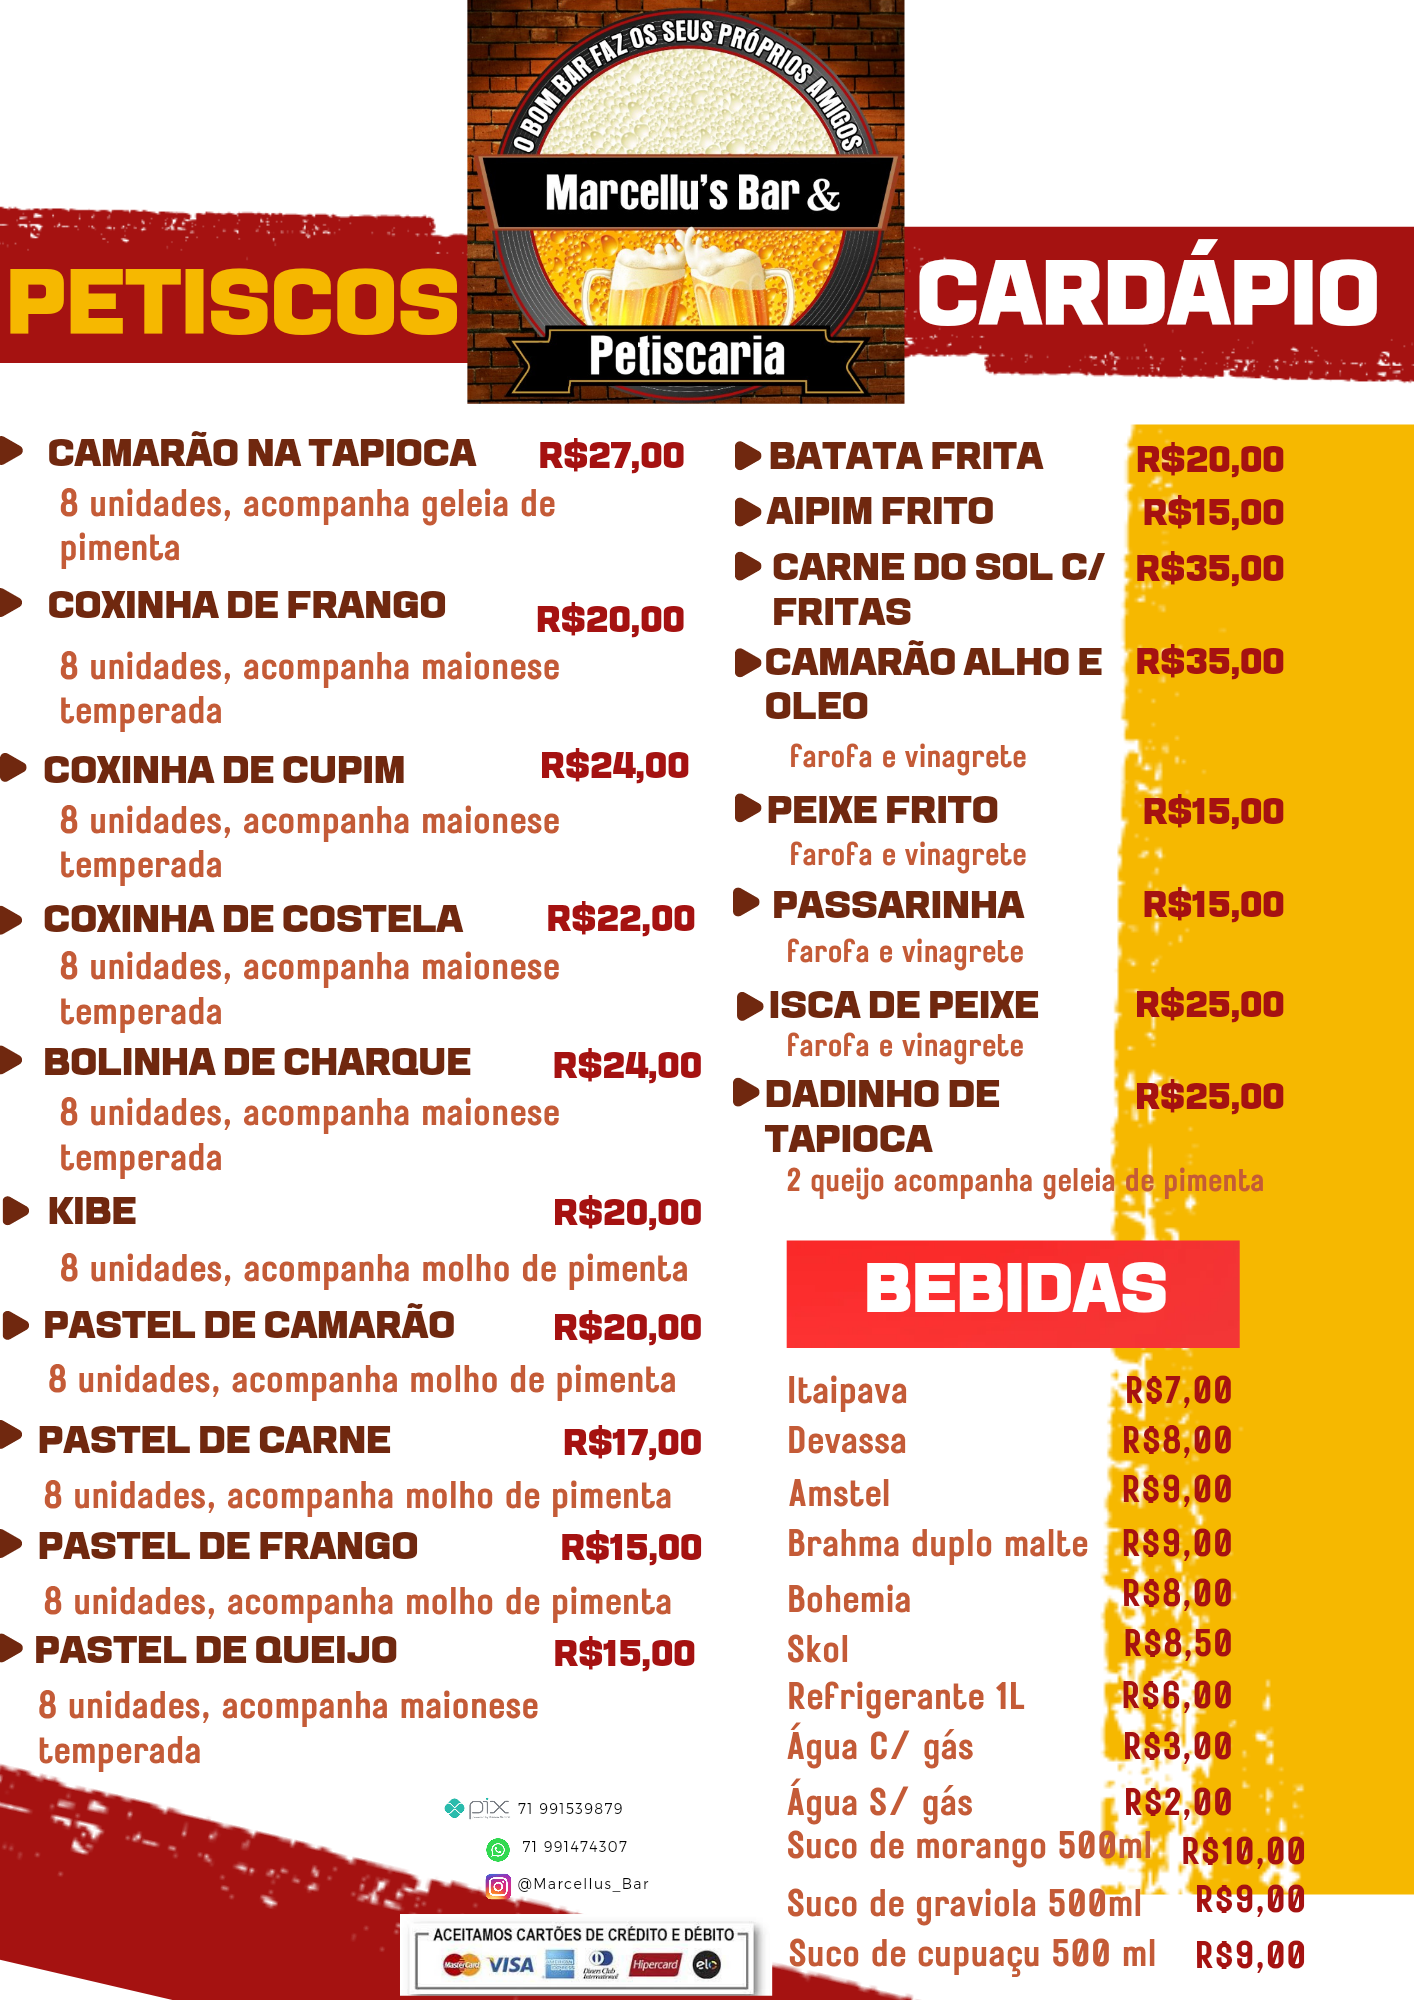 O BOM BAR FAZ OS SEUS PRÓPRIOS AMIGOS
Marcellu's Bar &
Petiscaria
PETISCOS
CARDÁPIO
CAMARÃO NA TAPIOCA R$27,00
8 unidades, acompanha geleia de
pimenta
COXINHA DE FRANGO R$20,00
8 unidades, acompanha maionese
temperada
COXINHA DE CUPIM R$24,00
8 unidades, acompanha maionese
temperada
COXINHA DE COSTELA R$22,00
8 unidades, acompanha maionese
temperada
BOLINHA DE CHARQUE R$24,00
8 unidades, acompanha maionese
temperada
KIBE R$20,00
8 unidades, acompanha molho de pimenta
PASTEL DE CAMARÃO R$20,00
8 unidades, acompanha molho de pimenta
PASTEL DE CARNE R$17,00
8 unidades, acompanha molho de pimenta
PASTEL DE FRANGO R$15,00
8 unidades, acompanha molho de pimenta
PASTEL DE QUEIJO R$15,00
8 unidades, acompanha maionese
temperada
BATATA FRITA R$20,00
AIPIM FRITO R$15,00
CARNE DO SOL C/ R$35,00
FRITAS
CAMARÃO ALHO E R$35,00
OLEO
farofa e vinagrete
PEIXE FRITO R$15,00
farofa e vinagrete
PASSARINHA R$15,00
farofa e vinagrete
ISCA DE PEIXE R$25,00
farofa e vinagrete
DADINHO DE R$25,00
TAPIOCA
2 queijo acompanha geleia de pimenta
BEBIDAS
Itaipava R$7,00
Devassa R$8,00
Amstel R$9,00
Brahma duplo malte R$9,00
Bohemia R$8,00
Skol R$8,50
Refrigerante 1L R$6,00
Água C/ gás R$3,00
Água S/ gás R$2,00
Suco de morango 500ml R$10,00
Suco de graviola 500ml R$9,00
Suco de cupuaçu 500 ml R$9,00
pix 71 991539879
71 991474307
@Marcellus_Bar
ACEITAMOS CARTÕES DE CRÉDITO E DÉBITO
MasterCard VISA AMERICAN EXPRESS Diners Club International Hipercard elo